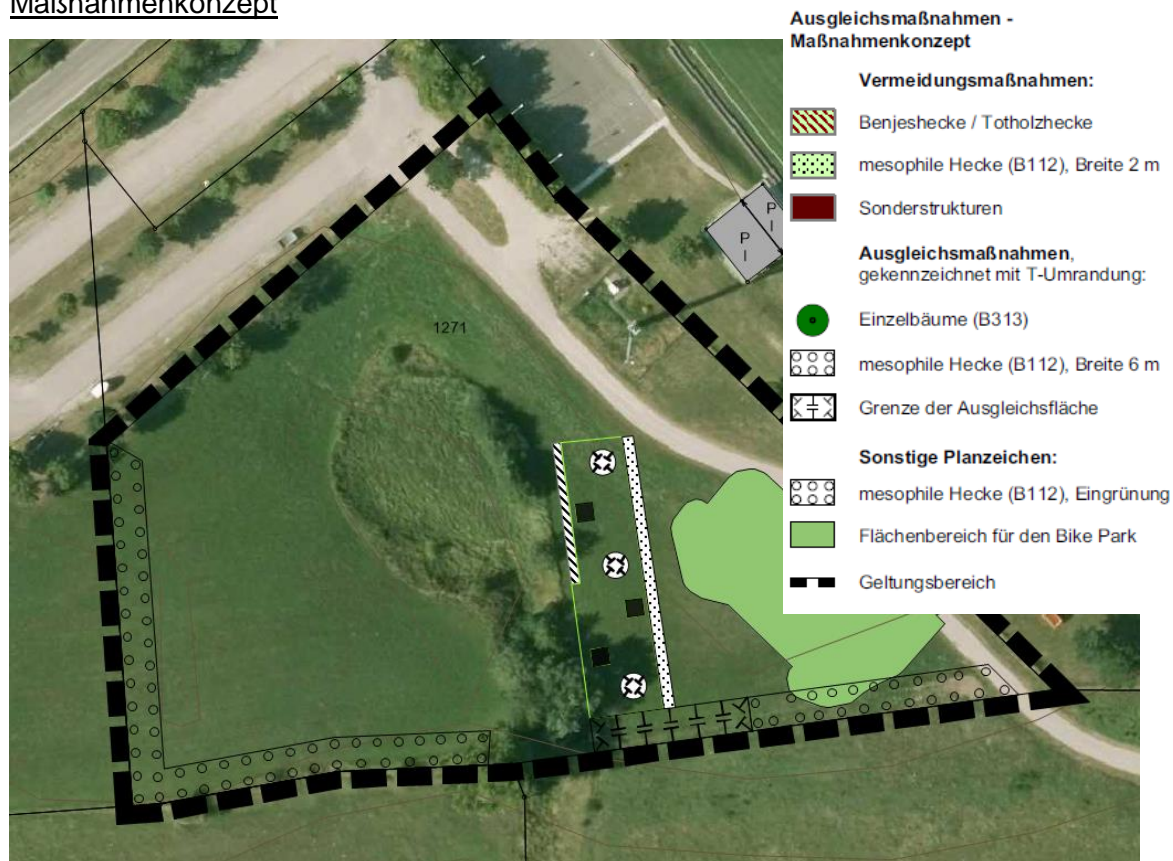 Maßnahmenkonzept
Ausgleichsmaßnahmen -
Maßnahmenkonzept
Vermeidungsmaßnahmen:
Benjeshecke / Totholzhecke
mesophile Hecke (B112), Breite 2 m
Sonderstrukturen
Ausgleichsmaßnahmen,
gekennzeichnet mit T-Umrandung:
Einzelbäume (B313)
mesophile Hecke (B112), Breite 6 m
Grenze der Ausgleichsfläche
Sonstige Planzeichen:
mesophile Hecke (B112), Eingrünung
Flächenbereich für den Bike Park
Geltungsbereich
1271
P
I
P
I